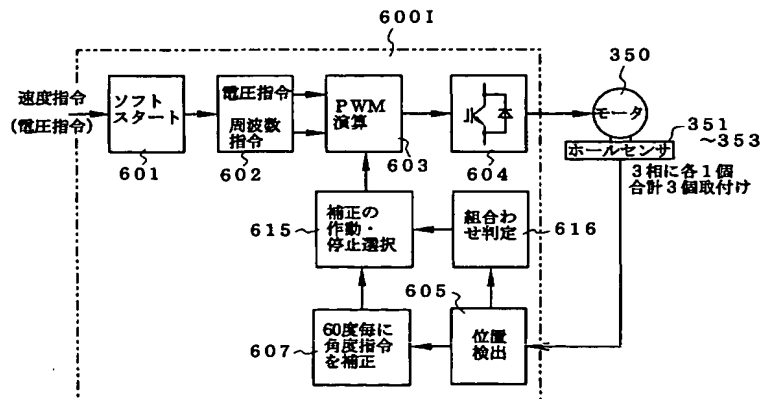 600I
速度指令
(電圧指令)
ソフト
スタート
601
電圧指令
周波数
指令
602
PWM
演算
603
604
350
モータ
351
~353
ホールセンサ
3相に各1個
合計3個取付け
615
補正の
作動・
停止選択
組合わ
せ判定
616
605
607
60度毎に
角度指令
を補正
位置
検出